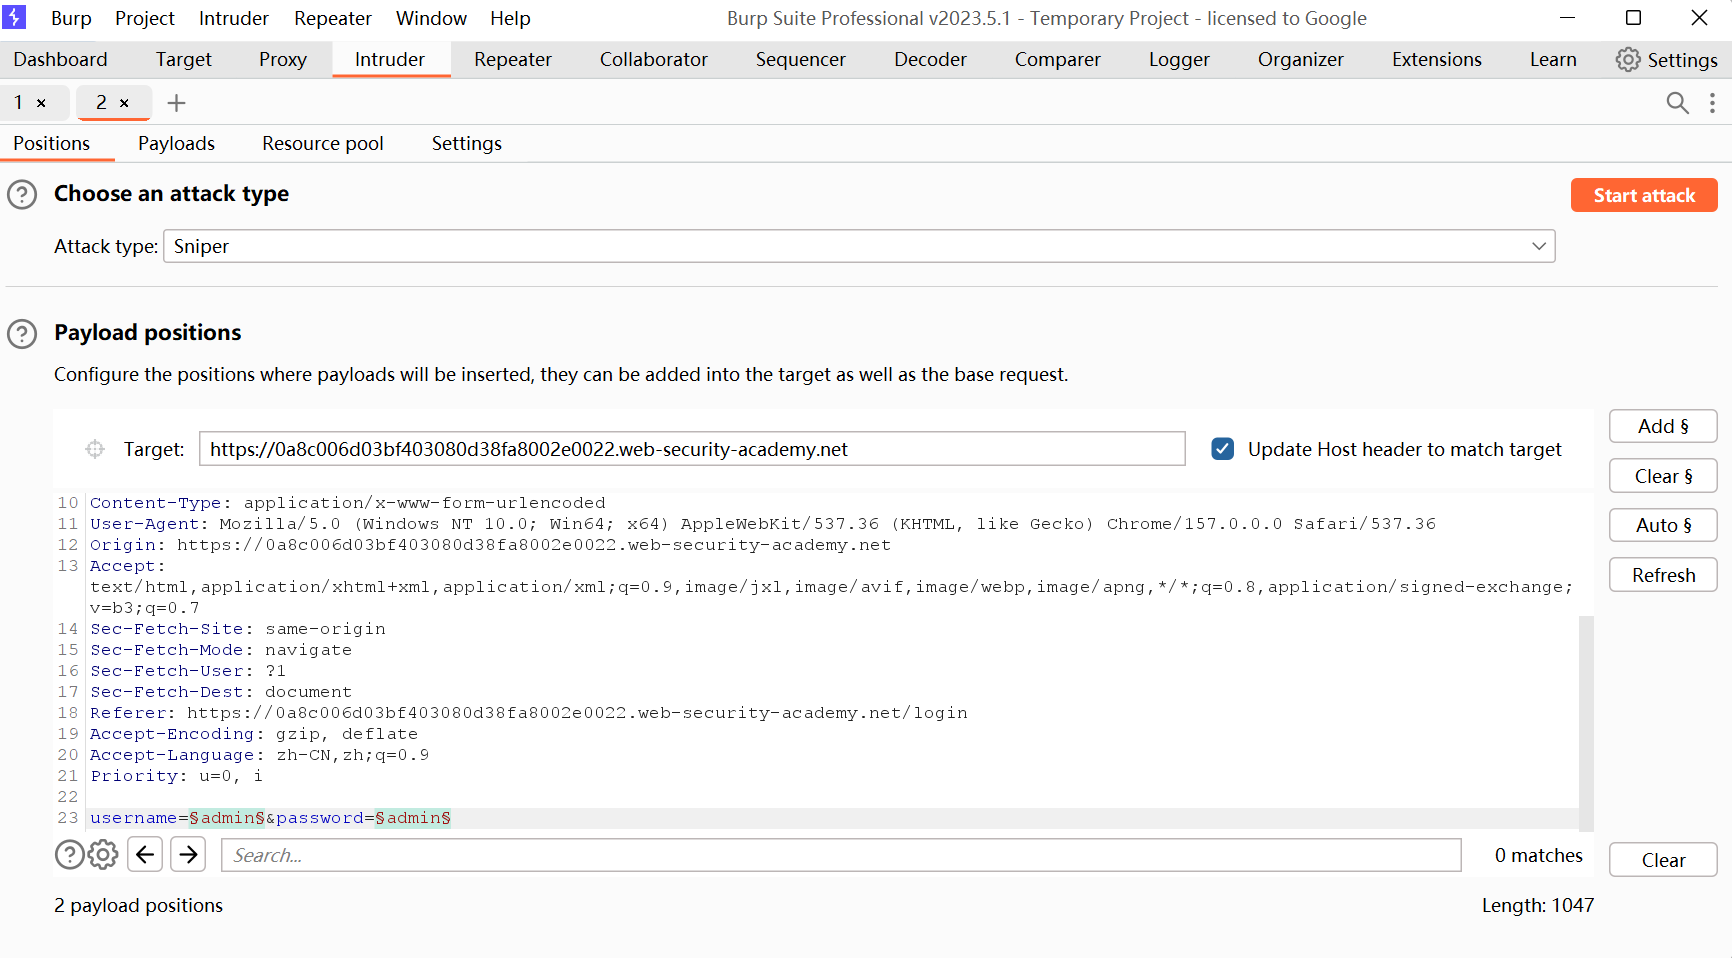 Burp Project Intruder Repeater Window Help Burp Suite Professional v2023.5.1 - Temporary Project - licensed to Google
Dashboard Target Proxy Intruder Repeater Collaborator Sequencer Decoder Comparer Logger Organizer Extensions Learn Settings
1 × 2 × +
Positions Payloads Resource pool Settings
Choose an attack type Start attack
Attack type: Sniper
Payload positions
Configure the positions where payloads will be inserted, they can be added into the target as well as the base request.
Target: https://0a8c006d03bf403080d38fa8002e0022.web-security-academy.net Update Host header to match target
Add §
Clear §
Auto §
Refresh
10 Content-Type: application/x-www-form-urlencoded
11 User-Agent: Mozilla/5.0 (Windows NT 10.0; Win64; x64) AppleWebKit/537.36 (KHTML, like Gecko) Chrome/157.0.0.0 Safari/537.36
12 Origin: https://0a8c006d03bf403080d38fa8002e0022.web-security-academy.net
13 Accept:
text/html,application/xhtml+xml,application/xml;q=0.9,image/jxl,image/avif,image/webp,image/apng,*/*;q=0.8,application/signed-exchange;
v=b3;q=0.7
14 Sec-Fetch-Site: same-origin
15 Sec-Fetch-Mode: navigate
16 Sec-Fetch-User: ?1
17 Sec-Fetch-Dest: document
18 Referer: https://0a8c006d03bf403080d38fa8002e0022.web-security-academy.net/login
19 Accept-Encoding: gzip, deflate
20 Accept-Language: zh-CN,zh;q=0.9
21 Priority: u=0, i
22
23 username=§admin§&password=§admin§
Search... 0 matches Clear
2 payload positions Length: 1047